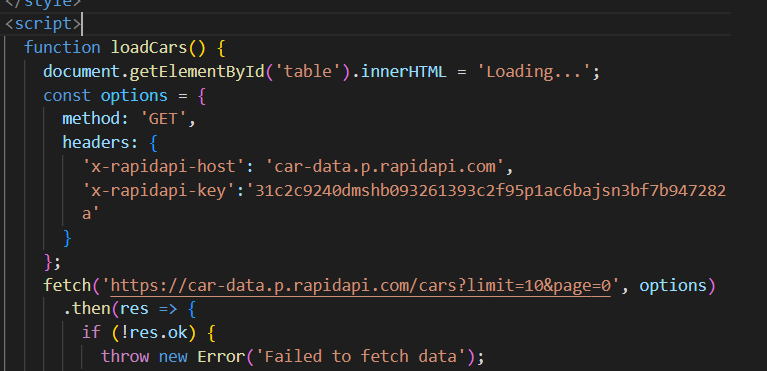 </style>
<script>
function loadCars() {
document.getElementById('table').innerHTML = 'Loading...';
const options = {
method: 'GET',
headers: {
'x-rapidapi-host': 'car-data.p.rapidapi.com',
'x-rapidapi-key':'31c2c9240dmshb093261393c2f95p1ac6bajsn3bf7b947282
a'
}
};
fetch('https://car-data.p.rapidapi.com/cars?limit=10&page=0', options)
.then(res => {
if (!res.ok) {
throw new Error('Failed to fetch data');